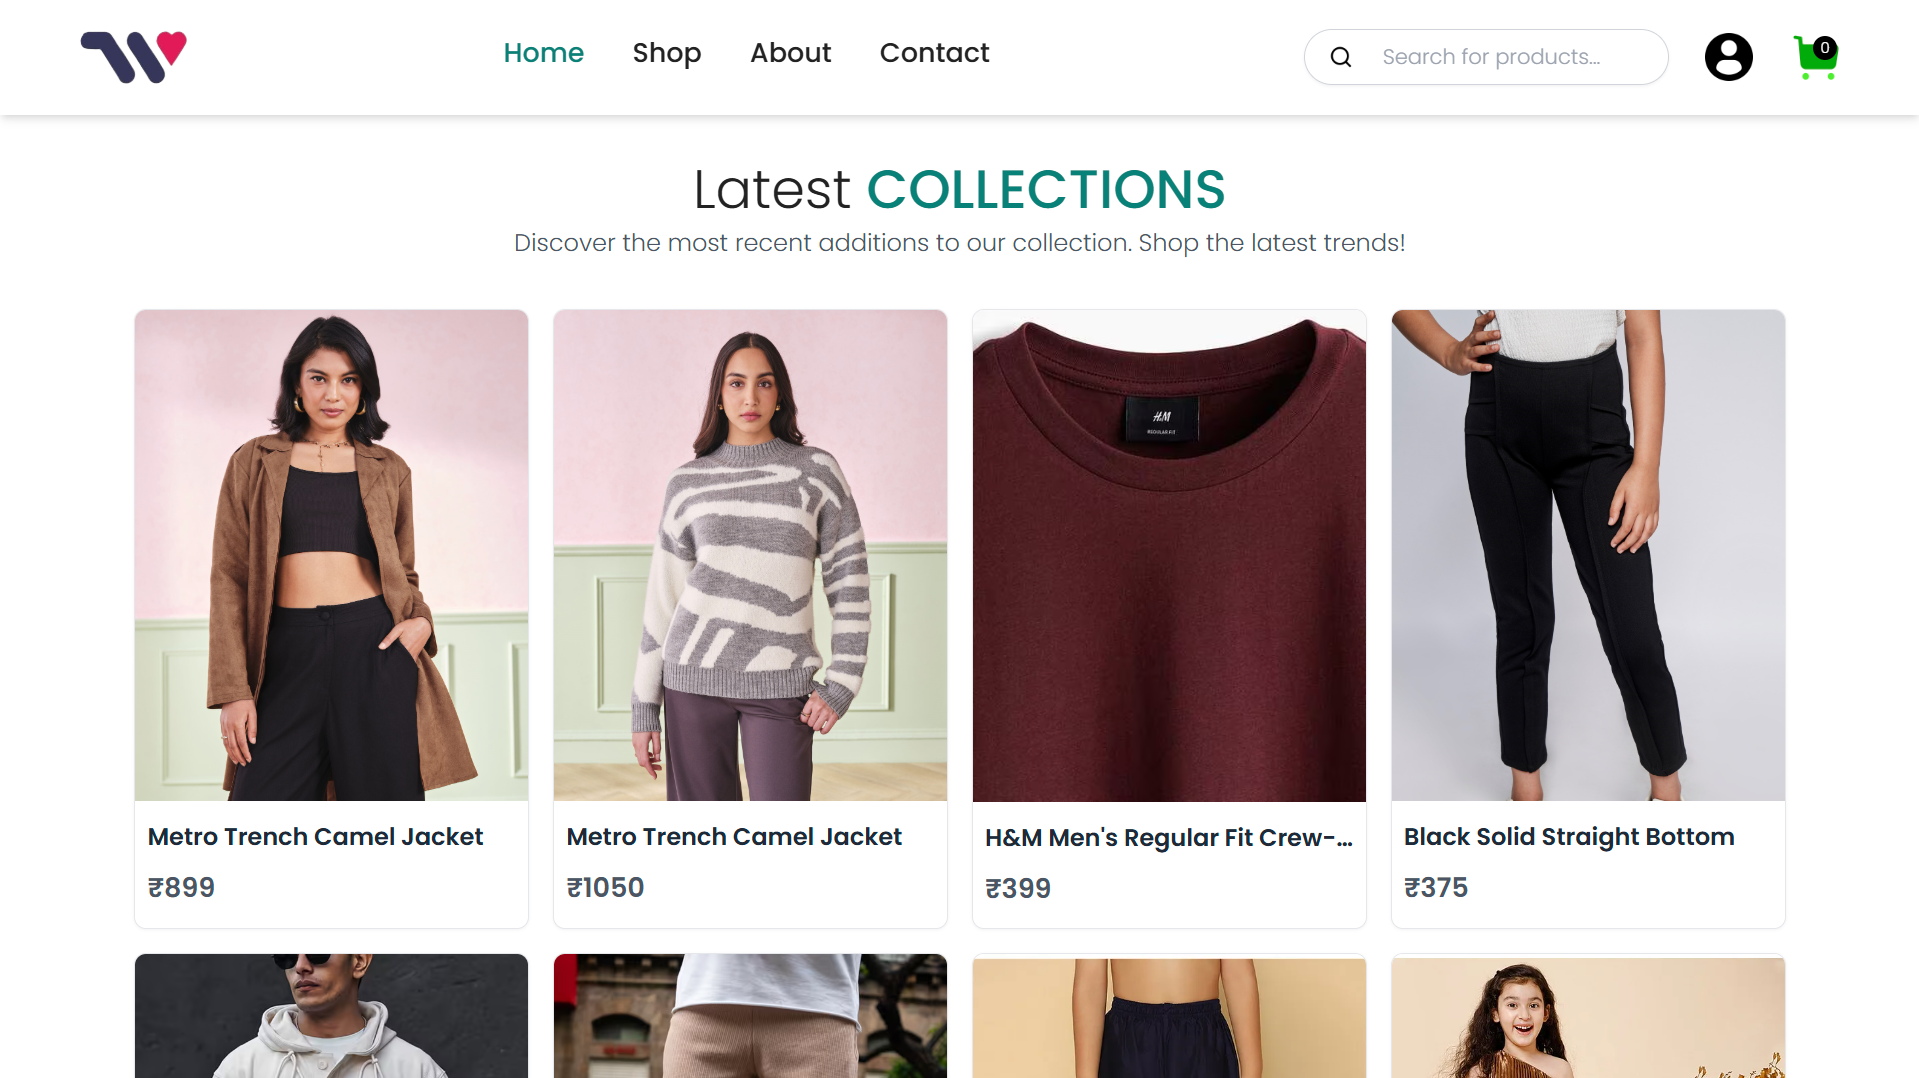 Home Shop About Contact Search for products... 0
Latest COLLECTIONS
Discover the most recent additions to our collection. Shop the latest trends!
H&M
REGULAR FIT
Metro Trench Camel Jacket
₹899
Metro Trench Camel Jacket
₹1050
H&M Men's Regular Fit Crew-...
₹399
Black Solid Straight Bottom
₹375